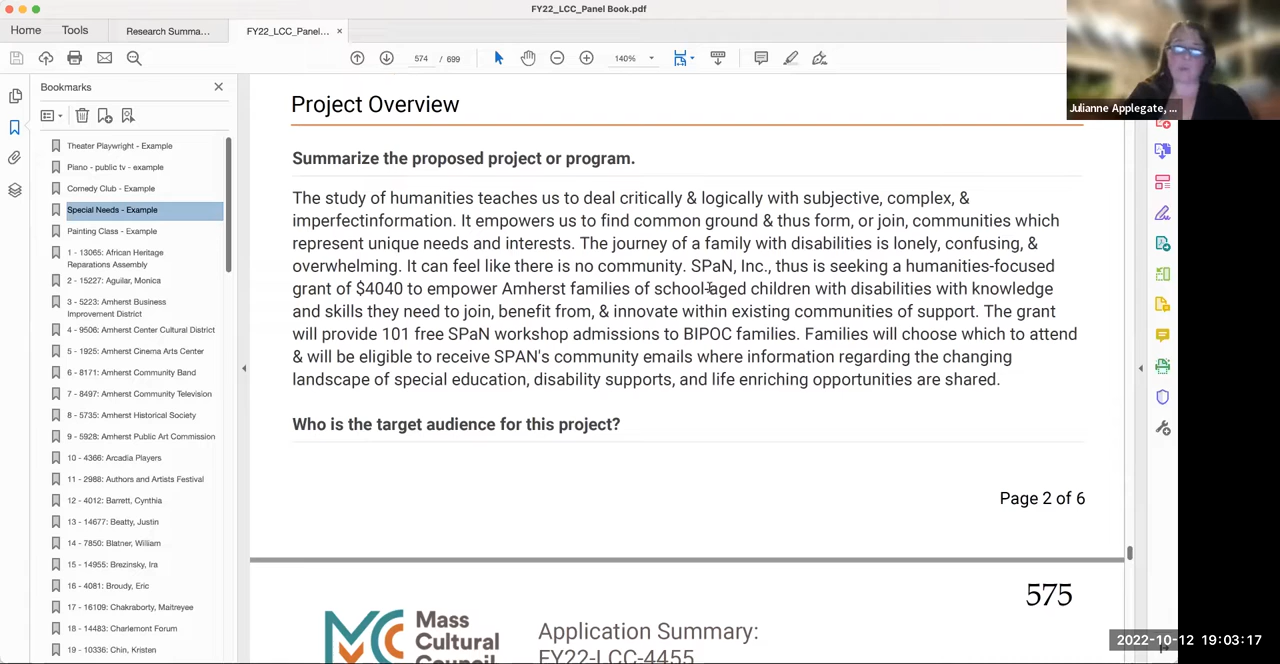 FY22_LCC_Panel Book.pdf
Home Tools Research Summa... FY22_LCC_Panel... ×
574 / 699 140%
Bookmarks
Theater Playwright - Example
Piano - public tv - example
Comedy Club - Example
Special Needs - Example
Painting Class - Example
1 - 13065: African Heritage
Reparations Assembly
2 - 15227: Aguilar, Monica
3 - 5223: Amherst Business
Improvement District
4 - 9506: Amherst Center Cultural District
5 - 1925: Amherst Cinema Arts Center
6 - 8171: Amherst Community Band
7 - 8497: Amherst Community Television
8 - 5735: Amherst Historical Society
9 - 5928: Amherst Public Art Commission
10 - 4366: Arcadia Players
11 - 2988: Authors and Artists Festival
12 - 4012: Barrett, Cynthia
13 - 14677: Beatty, Justin
14 - 7850: Blatner, William
15 - 14955: Brezinsky, Ira
16 - 4081: Broudy, Eric
17 - 16109: Chakraborty, Maitreyee
18 - 14483: Charlemont Forum
19 - 10336: Chin, Kristen
Project Overview
Summarize the proposed project or program.
The study of humanities teaches us to deal critically & logically with subjective, complex, &
imperfectinformation. It empowers us to find common ground & thus form, or join, communities which
represent unique needs and interests. The journey of a family with disabilities is lonely, confusing, &
overwhelming. It can feel like there is no community. SPaN, Inc., thus is seeking a humanities-focused
grant of $4040 to empower Amherst families of school-aged children with disabilities with knowledge
and skills they need to join, benefit from, & innovate within existing communities of support. The grant
will provide 101 free SPaN workshop admissions to BIPOC families. Families will choose which to attend
& will be eligible to receive SPAN's community emails where information regarding the changing
landscape of special education, disability supports, and life enriching opportunities are shared.
Who is the target audience for this project?
Page 2 of 6
575
Mass
Cultural
Council
Application Summary:
FY22-LCC-4455
Julianne Applegate, ...
2022-10-12 19:03:17